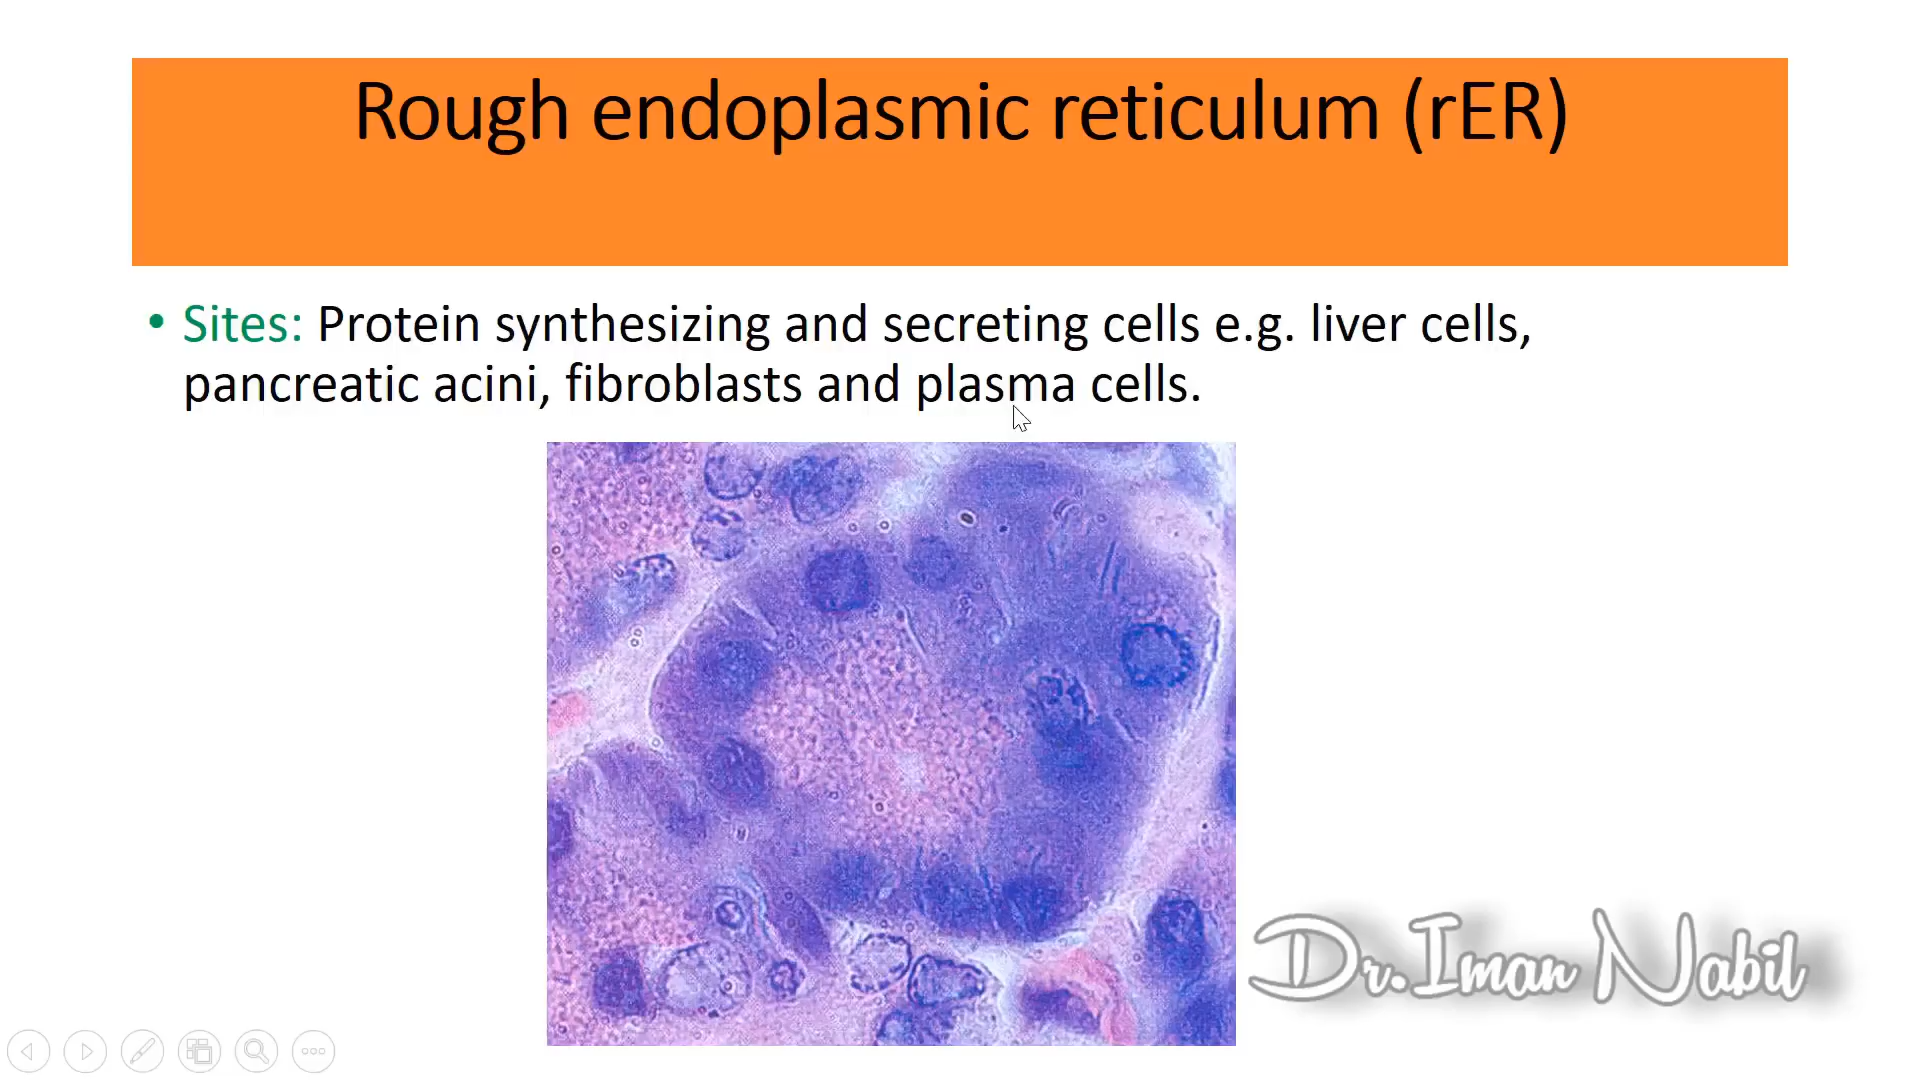 Rough endoplasmic reticulum (rER)
• Sites: Protein synthesizing and secreting cells e.g. liver cells,
pancreatic acini, fibroblasts and plasma cells.
Dr.Iman Nabil